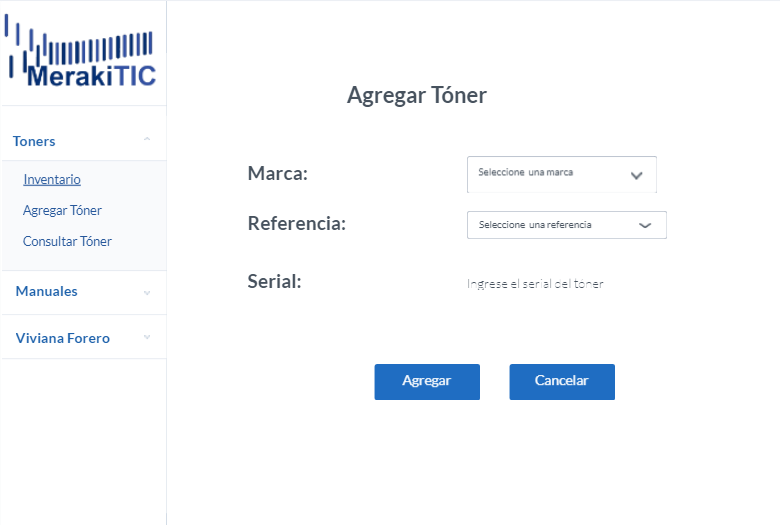 MerakiTIC
Toners
Inventario
Agregar Tóner
Consultar Tóner
Manuales
Viviana Forero
Agregar Tóner
Marca:
Seleccione una marca
Referencia:
Seleccione una referencia
Serial:
Ingrese el serial del tóner
Agregar
Cancelar